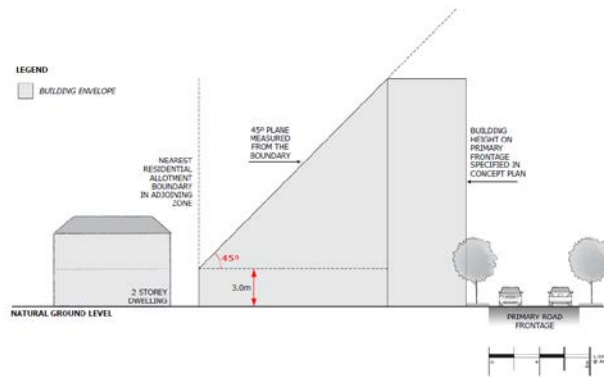 LEGEND
BUILDING ENVELOPE
NEAREST
RESIDENTIAL
ALLOTMENT
BOUNDARY
IN ADJOINING
ZONE
45º PLANE
MEASURED
FROM THE
BOUNDARY
BUILDING
HEIGHT ON
PRIMARY
FRONTAGE
SPECIFIED IN
CONCEPT PLAN
45º
3.0m
2 STOREY
DWELLING
NATURAL GROUND LEVEL
PRIMARY ROAD
FRONTAGE